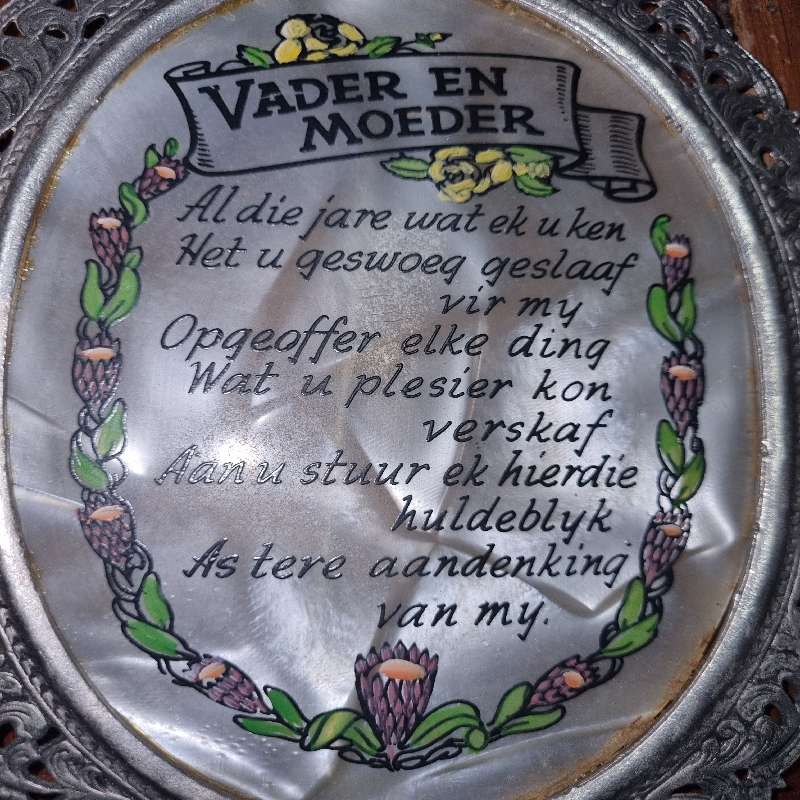 VADER EN
MOEDER
Al die jare wat ek u ken
Het u geswoeg geslaaf
vir my
Opgeoffer elke ding
Wat u plesier kon
verskaf
Aan u stuur ek hierdie
huldeblyk
As tere aandenking
van my.